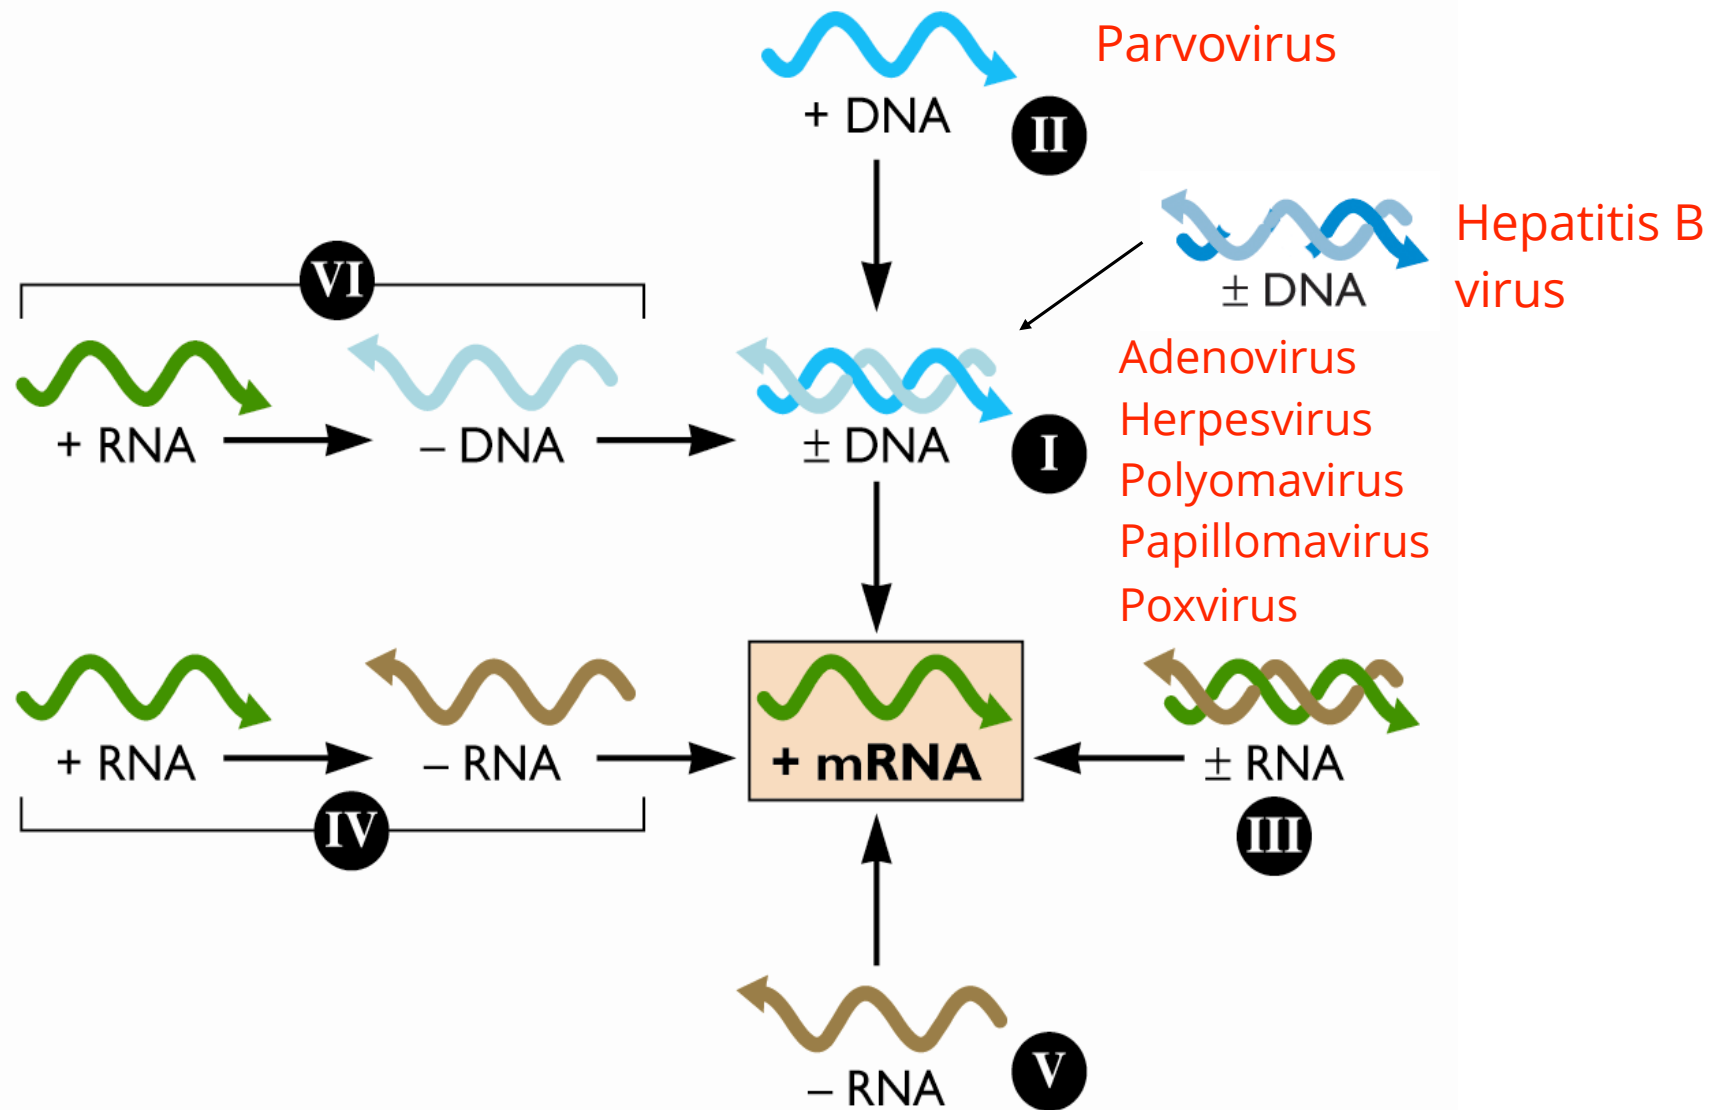 Parvovirus
+ DNA
II
Hepatitis B
virus
± DNA
VI
+ RNA
– DNA
± DNA
I
Adenovirus
Herpesvirus
Polyomavirus
Papillomavirus
Poxvirus
+ RNA
– RNA
+ mRNA
± RNA
IV
III
– RNA
V